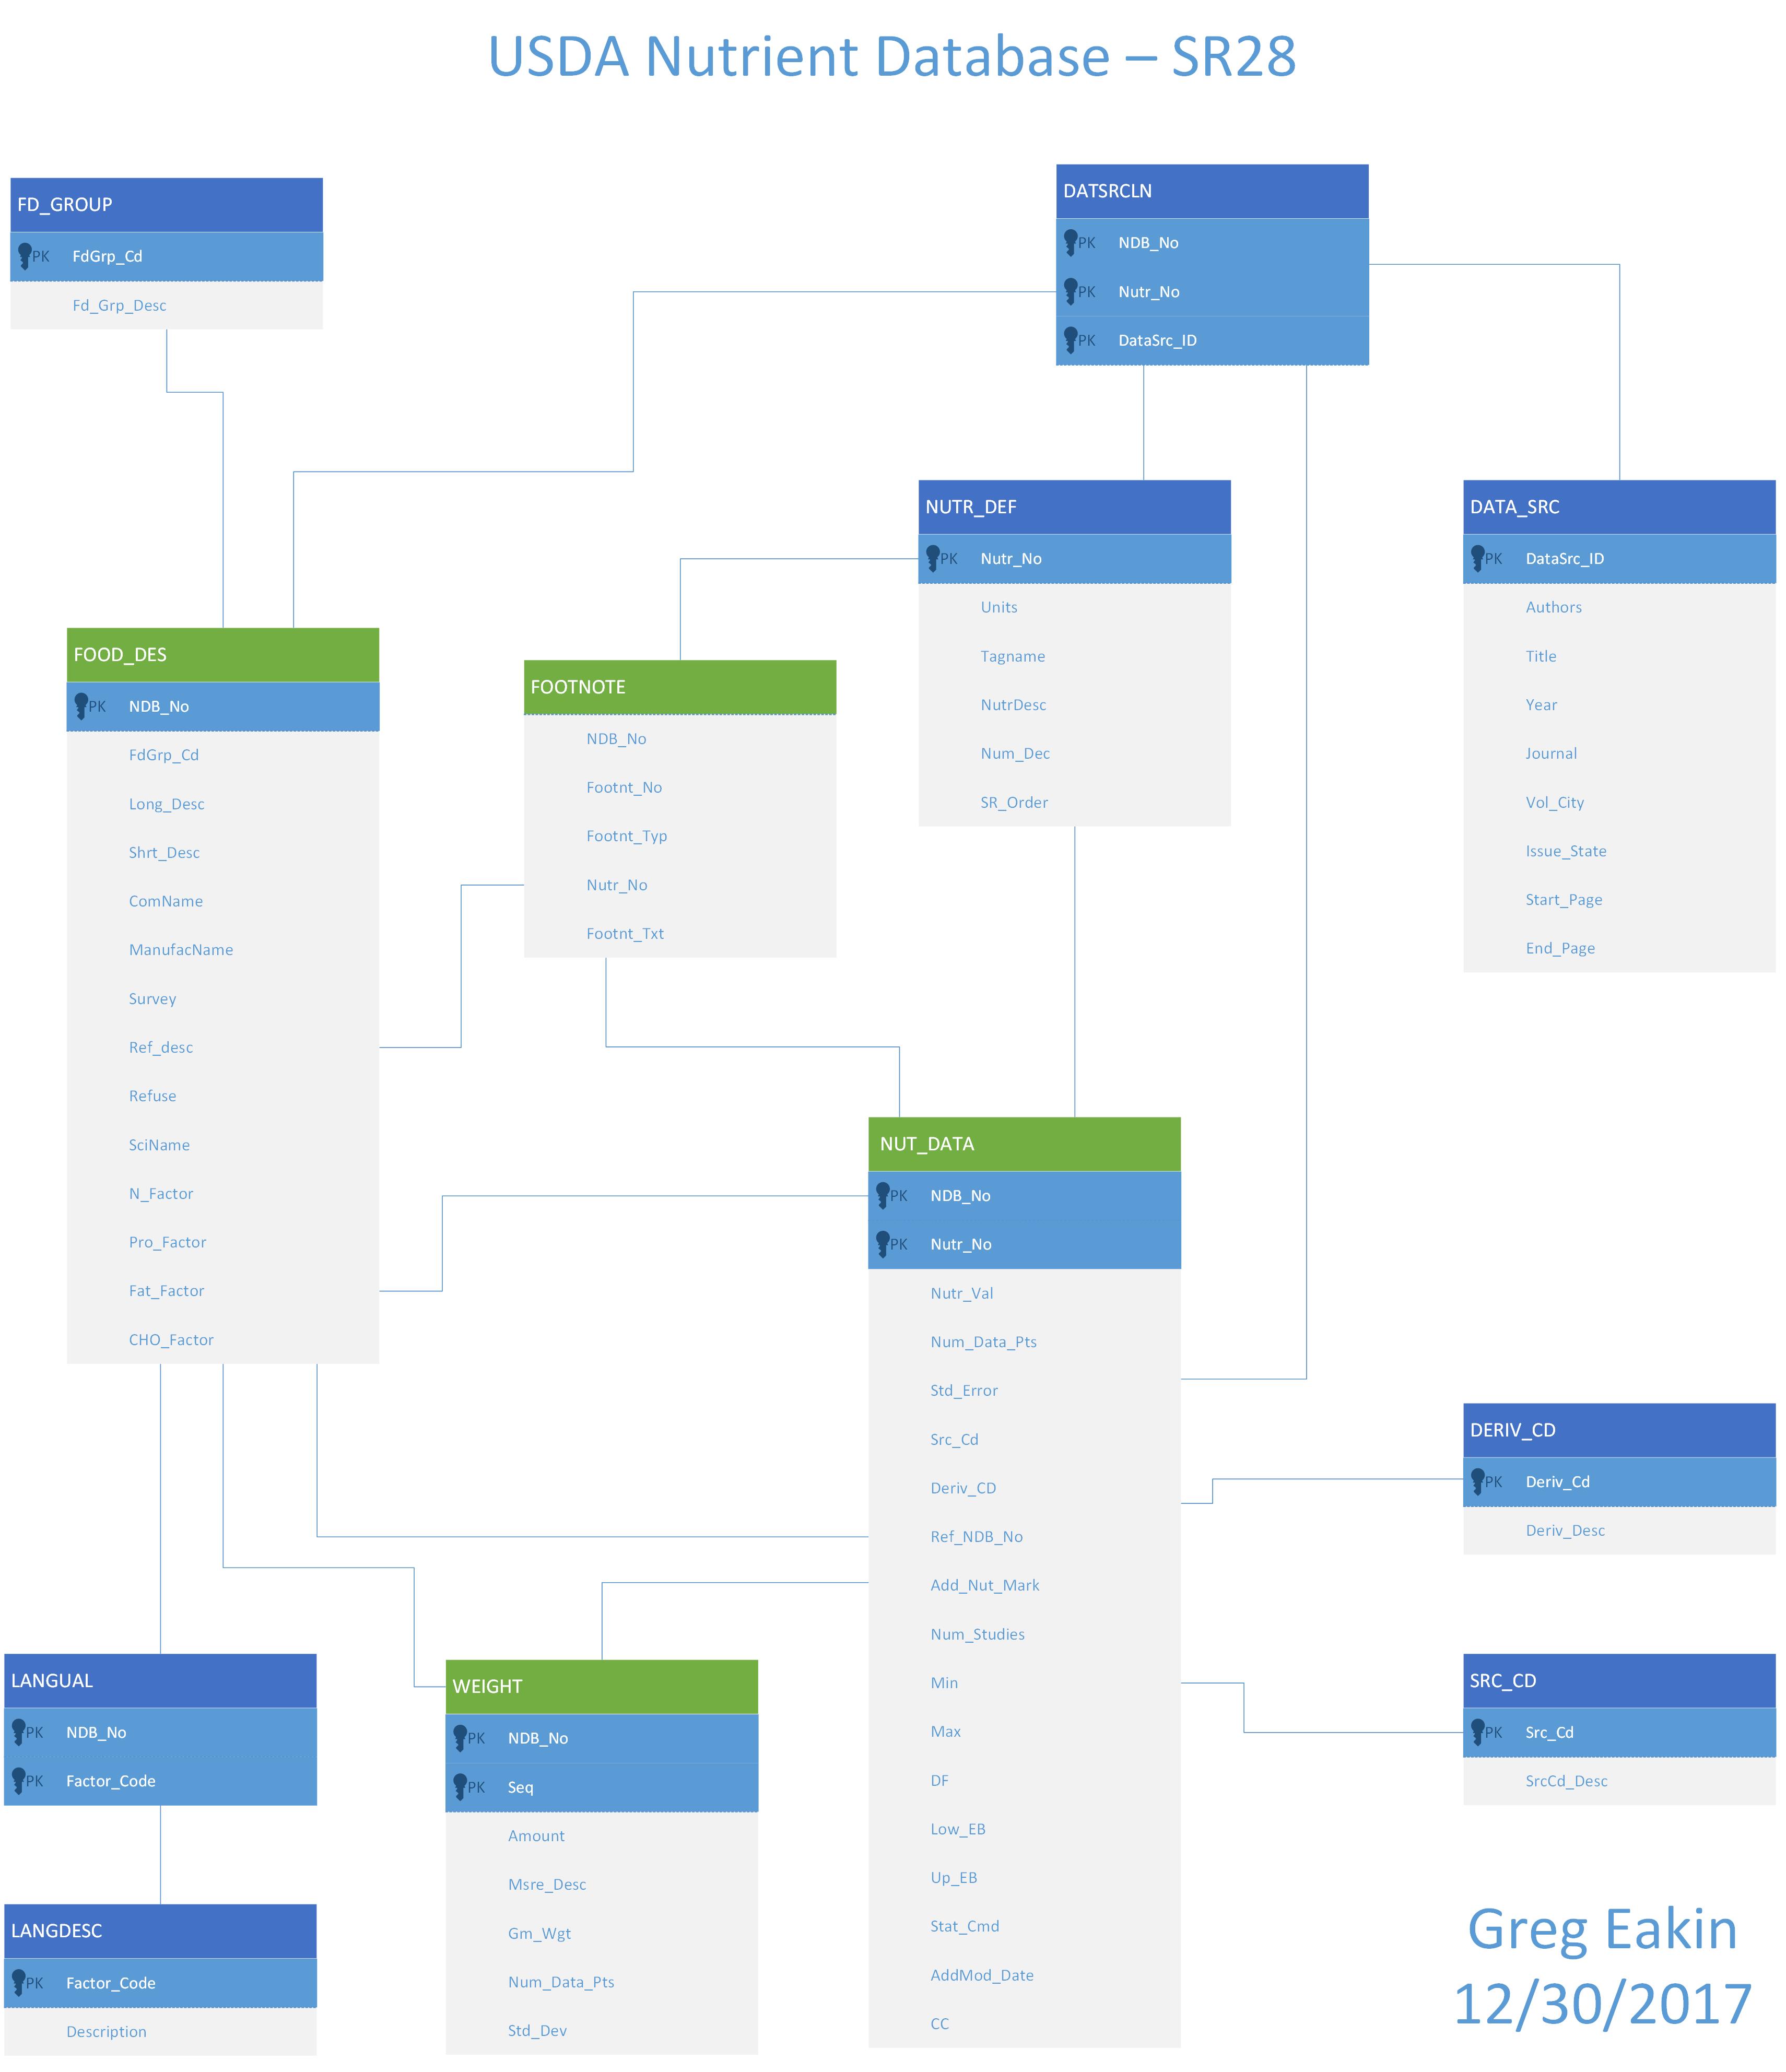 USDA Nutrient Database – SR28
FD_GROUP
PK FdGrp_Cd
Fd_Grp_Desc
DATSRCLN
PK NDB_No
PK Nutr_No
PK DataSrc_ID
NUTR_DEF
PK Nutr_No
Units
Tagname
NutrDesc
Num_Dec
SR_Order
DATA_SRC
PK DataSrc_ID
Authors
Title
Year
Journal
Vol_City
Issue_State
Start_Page
End_Page
FOOD_DES
PK NDB_No
FdGrp_Cd
Long_Desc
Shrt_Desc
ComName
ManufacName
Survey
Ref_desc
Refuse
SciName
N_Factor
Pro_Factor
Fat_Factor
CHO_Factor
FOOTNOTE
NDB_No
Footnt_No
Footnt_Typ
Nutr_No
Footnt_Txt
NUT_DATA
PK NDB_No
PK Nutr_No
Nutr_Val
Num_Data_Pts
Std_Error
Src_Cd
Deriv_CD
Ref_NDB_No
Add_Nut_Mark
Num_Studies
Min
Max
DF
Low_EB
Up_EB
Stat_Cmd
AddMod_Date
CC
DERIV_CD
PK Deriv_Cd
Deriv_Desc
SRC_CD
PK Src_Cd
SrcCd_Desc
LANGUAL
PK NDB_No
PK Factor_Code
WEIGHT
PK NDB_No
PK Seq
Amount
Msre_Desc
Gm_Wgt
Num_Data_Pts
Std_Dev
LANGDESC
PK Factor_Code
Description
Greg Eakin
12/30/2017